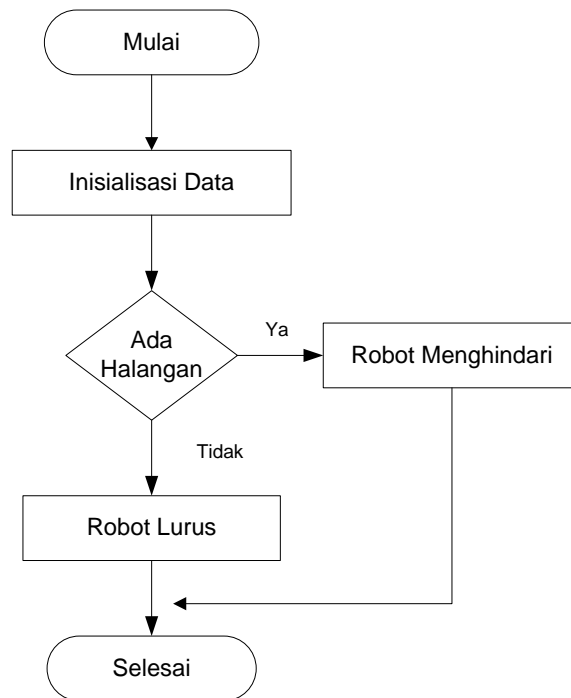 Mulai
Inisialisasi Data
Ada
Halangan
Ya
Robot Menghindari
Tidak
Robot Lurus
Selesai